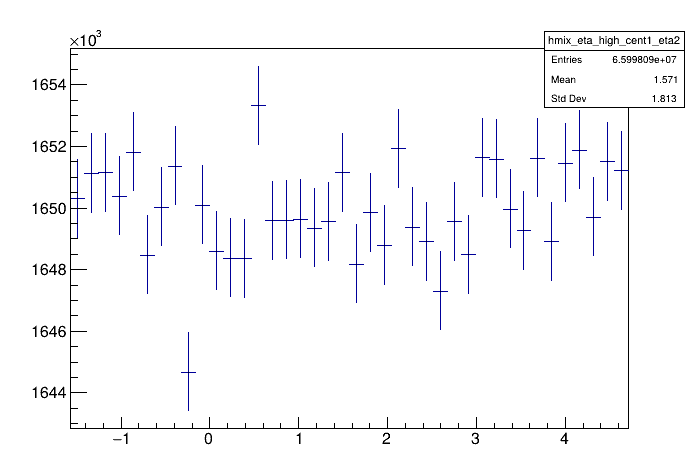 ×10³
hmix_eta_high_cent1_eta2
Entries 6.599809e+07
Mean 1.571
Std Dev 1.813
1654
1652
1650
1648
1646
1644
−1 0 1 2 3 4